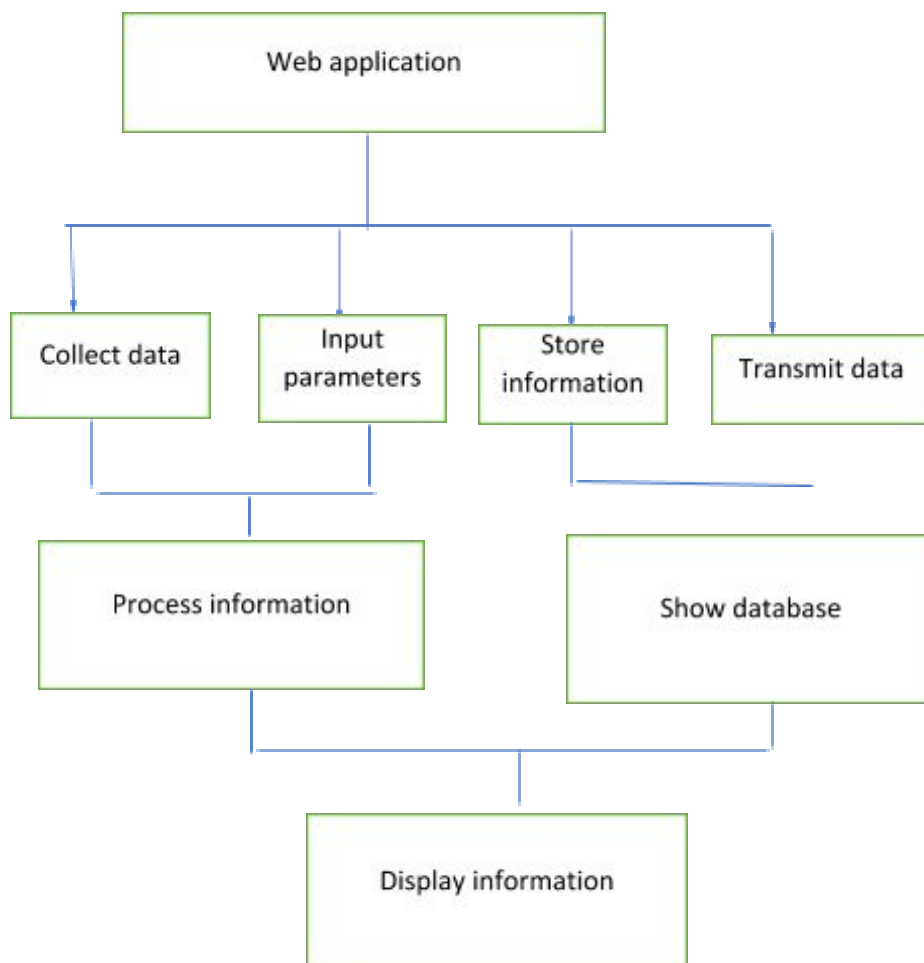 Web application
Collect data
Input
parameters
Store
information
Transmit data
Process information
Show database
Display information